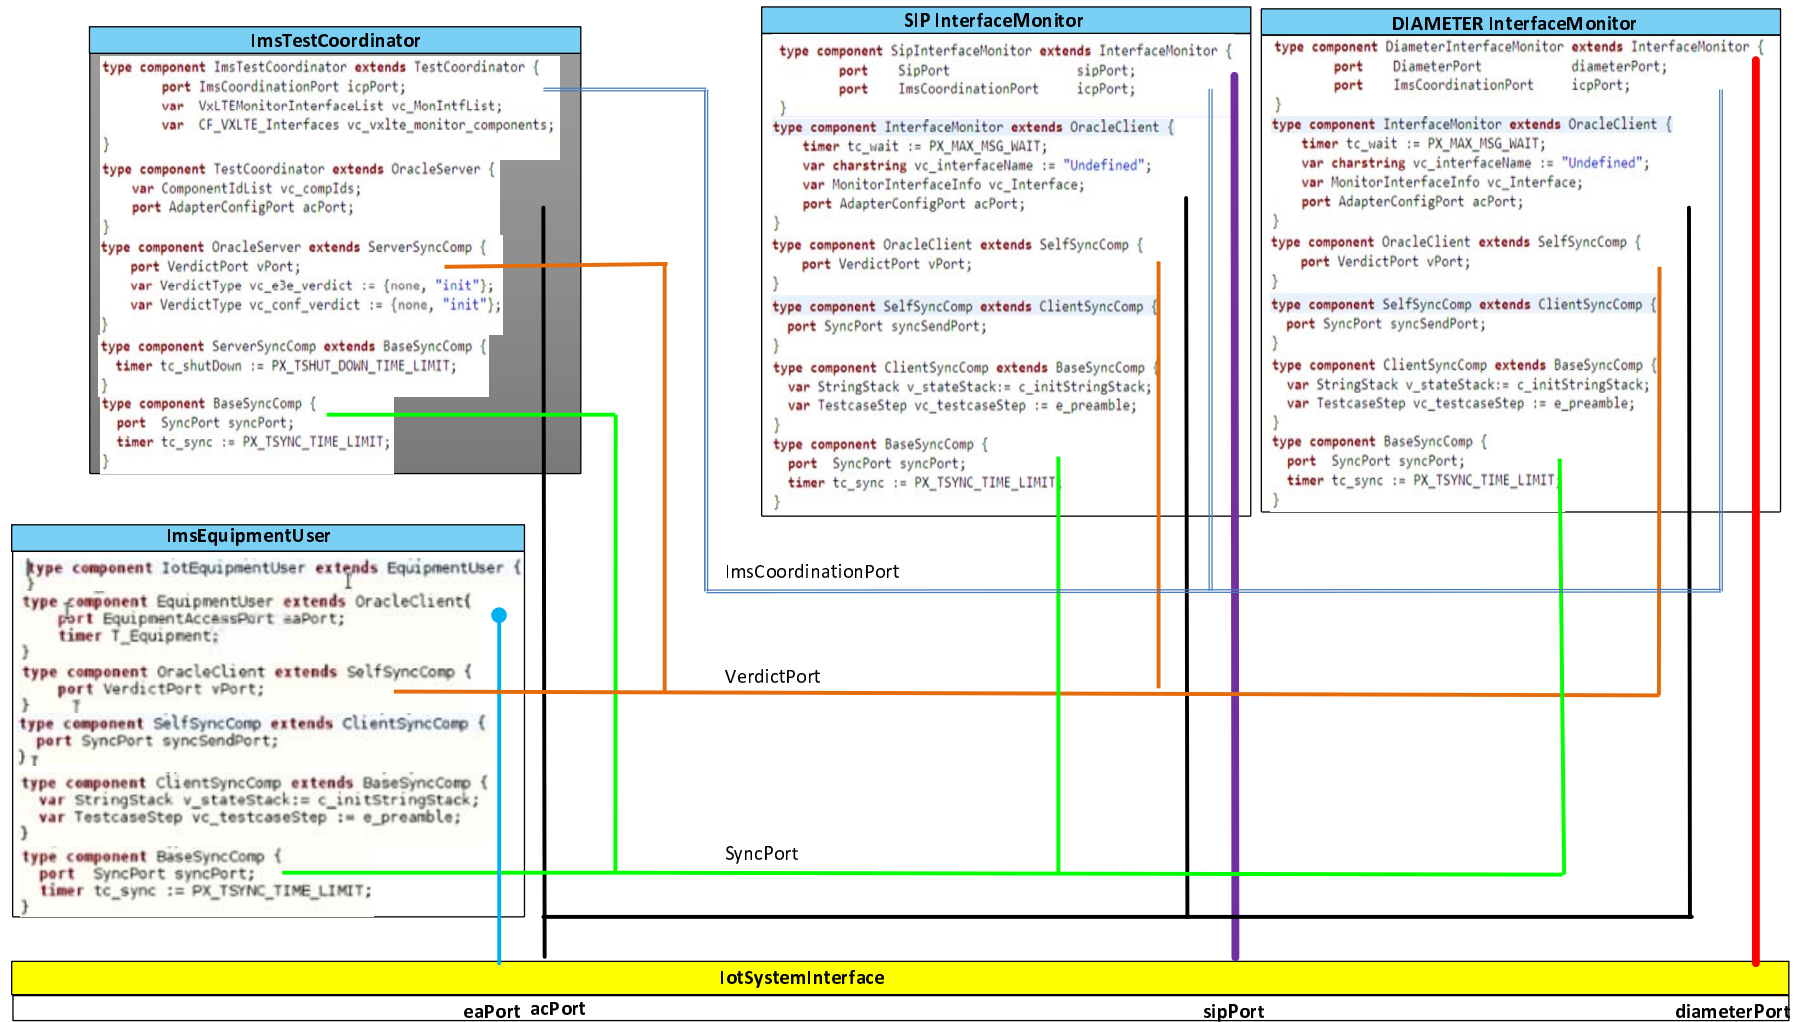 ImsTestCoordinator
type component ImsTestCoordinator extends TestCoordinator {
port ImsCoordinationPort icpPort;
var VxLTEMonitorInterfaceList vc_MonIntfList;
var CF_VXLTE_Interfaces vc_vxlte_monitor_components;
}
type component TestCoordinator extends OracleServer {
var ComponentIdList vc_compIds;
port AdapterConfigPort acPort;
}
type component OracleServer extends ServerSyncComp {
port VerdictPort vPort;
var VerdictType vc_e3e_verdict := {none, "init"};
var VerdictType vc_conf_verdict := {none, "init"};
}
type component ServerSyncComp extends BaseSyncComp {
timer tc_shutDown := PX_TSHUT_DOWN_TIME_LIMIT;
}
type component BaseSyncComp {
port SyncPort syncPort;
timer tc_sync := PX_TSYNC_TIME_LIMIT;
}
SIP InterfaceMonitor
type component SipInterfaceMonitor extends InterfaceMonitor {
port SipPort sipPort;
port ImsCoordinationPort icpPort;
}
type component InterfaceMonitor extends OracleClient {
timer tc_wait := PX_MAX_MSG_WAIT;
var charstring vc_interfaceName := "Undefined";
var MonitorInterfaceInfo vc_Interface;
port AdapterConfigPort acPort;
}
type component OracleClient extends SelfSyncComp {
port VerdictPort vPort;
}
type component SelfSyncComp extends ClientSyncComp {
port SyncPort syncSendPort;
}
type component ClientSyncComp extends BaseSyncComp {
var StringStack v_stateStack:= c_initStringStack;
var TestcaseStep vc_testcaseStep := e_preamble;
}
type component BaseSyncComp {
port SyncPort syncPort;
timer tc_sync := PX_TSYNC_TIME_LIMIT
}
DIAMETER InterfaceMonitor
type component DiameterInterfaceMonitor extends InterfaceMonitor {
port DiameterPort diameterPort;
port ImsCoordinationPort icpPort;
}
type component InterfaceMonitor extends OracleClient {
timer tc_wait := PX_MAX_MSG_WAIT;
var charstring vc_interfaceName := "Undefined";
var MonitorInterfaceInfo vc_Interface;
port AdapterConfigPort acPort;
}
type component OracleClient extends SelfSyncComp {
port VerdictPort vPort;
}
type component SelfSyncComp extends ClientSyncComp {
port SyncPort syncSendPort;
}
type component ClientSyncComp extends BaseSyncComp {
var StringStack v_stateStack:= c_initStringStack;
var TestcaseStep vc_testcaseStep := e_preamble;
}
type component BaseSyncComp {
port SyncPort syncPort;
timer tc_sync := PX_TSYNC_TIME_LIMIT
}
ImsEquipmentUser
type component IotEquipmentUser extends EquipmentUser {
}
type component EquipmentUser extends OracleClient{
port EquipmentAccessPort eaPort;
timer T_Equipment;
}
type component OracleClient extends SelfSyncComp {
port VerdictPort vPort;
}
type component SelfSyncComp extends ClientSyncComp {
port SyncPort syncSendPort;
}
type component ClientSyncComp extends BaseSyncComp {
var StringStack v_stateStack:= c_initStringStack;
var TestcaseStep vc_testcaseStep := e_preamble;
}
type component BaseSyncComp {
port SyncPort syncPort;
timer tc_sync := PX_TSYNC_TIME_LIMIT;
}
ImsCoordinationPort
VerdictPort
SyncPort
IotSystemInterface
eaPort acPort sipPort diameterPort